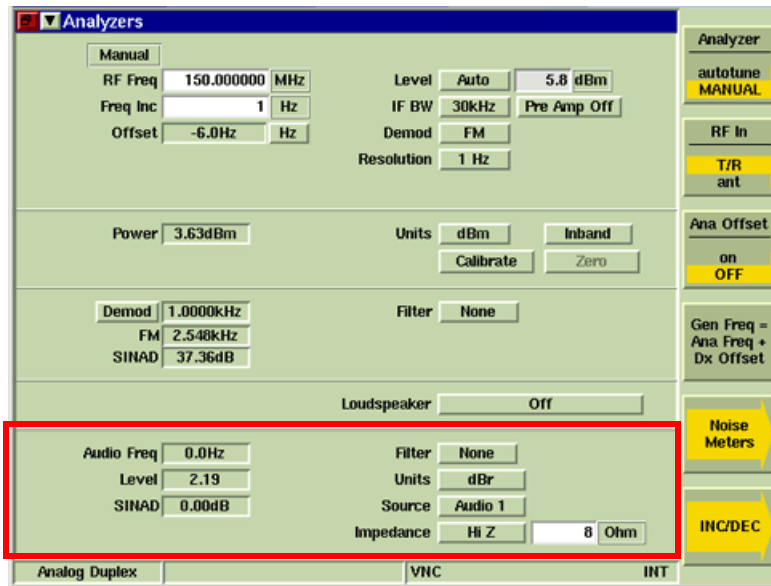 Analyzers
Manual
RF Freq 150.000000 MHz Level Auto 5.8 dBm
Freq Inc 1 Hz IF BW 30kHz Pre Amp Off
Offset -6.0Hz Hz Demod FM
Resolution 1 Hz
Power 3.63dBm Units dBm Inband
Calibrate Zero
Demod 1.0000kHz Filter None
FM 2.548kHz
SINAD 37.36dB
Loudspeaker Off
Audio Freq 0.0Hz Filter None
Level 2.19 Units dBr
SINAD 0.00dB Source Audio 1
Impedance Hi Z 8 Ohm
Analog Duplex VNC INT
Analyzer
autotune
MANUAL
RF In
T/R
ant
Ana Offset
on
OFF
Gen Freq =
Ana Freq +
Dx Offset
Noise
Meters
INC/DEC